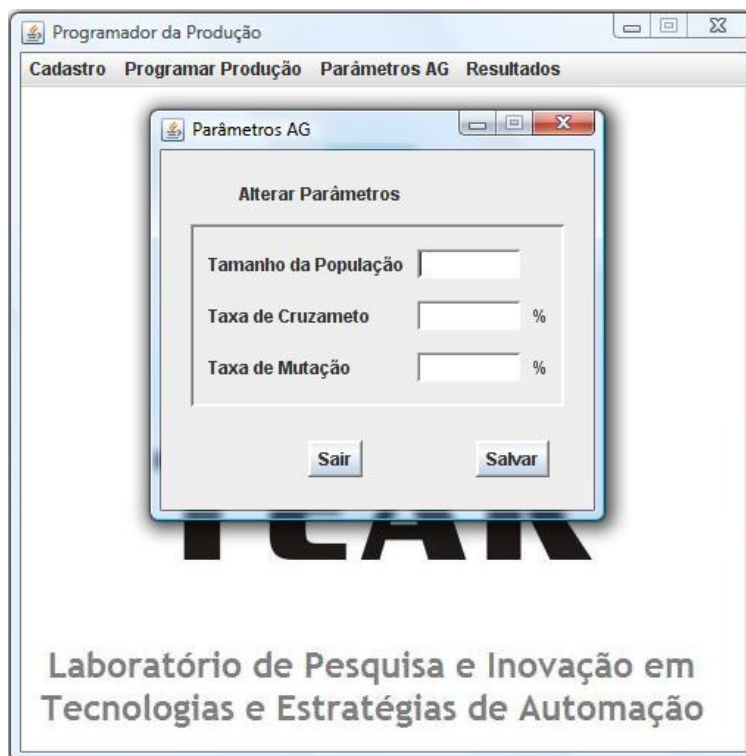 Programador da Produção
Cadastro Programar Produção Parâmetros AG Resultados
Parâmetros AG
Alterar Parâmetros
Tamanho da População
Taxa de Cruzameto %
Taxa de Mutação %
Sair Salvar
Laboratório de Pesquisa e Inovação em
Tecnologias e Estratégias de Automação